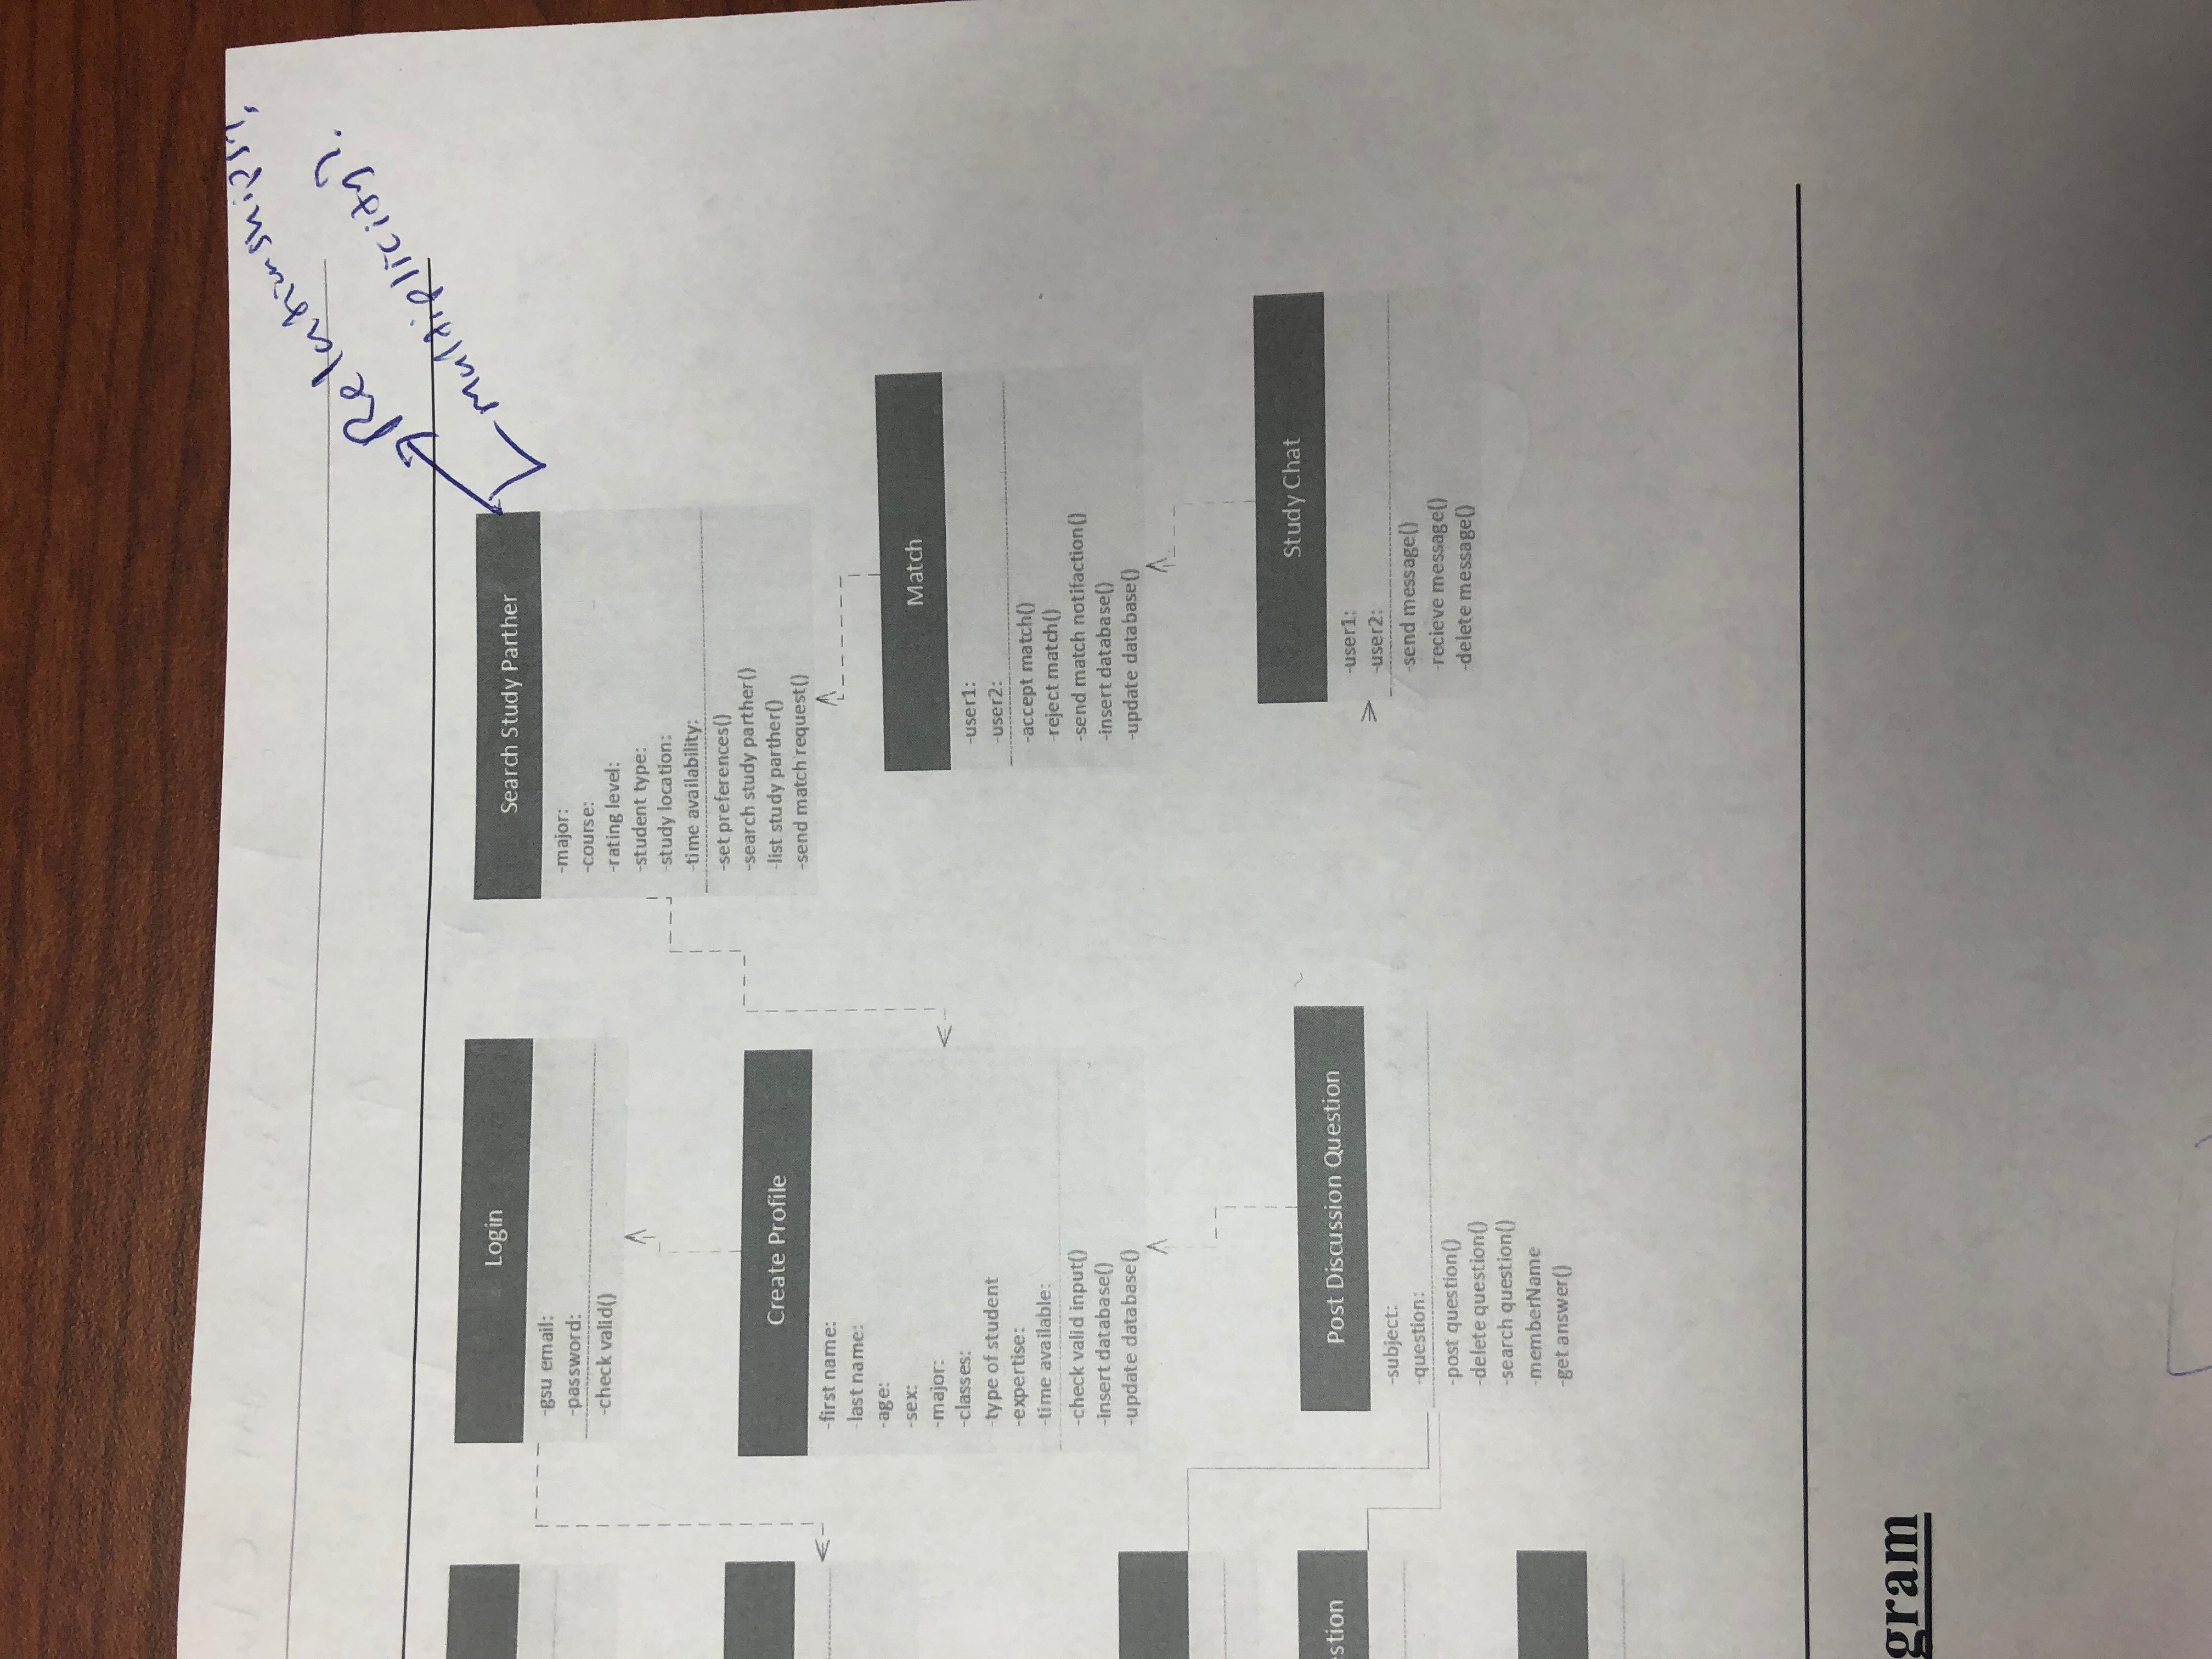 Relationships?
multiplicity?
Login
-gsu email:
-password:
-check valid()
Search Study Parther
-major:
-course:
-rating level:
-student type:
-study location:
-time availability:
-set preferences()
-search study parther()
-list study parther()
-send match request()
Create Profile
-first name:
-last name:
-age:
-sex:
-major:
-classes:
-type of student
-expertise:
-time available:
-check valid input()
-insert database()
-update database()
Match
-user1:
-user2:
-accept match()
-reject match()
-send match notifaction()
-insert database()
-update database()
stion
Post Discussion Question
-subject:
-question:
-post question()
-delete question()
-search question()
-memberName
-get answer()
Study Chat
-user1:
-user2:
-send message()
-recieve message()
-delete message()
gram